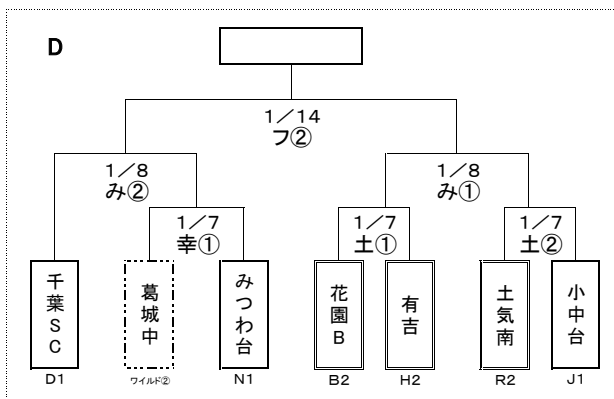 D
1/14
フ②
1/8
み②
1/8
み①
1/7
幸①
1/7
土①
1/7
土②
千葉SC
葛城中
みつわ台
花園B
有吉
土気南
小中台
D1
ワイルド②
N1
B2
H2
R2
J1